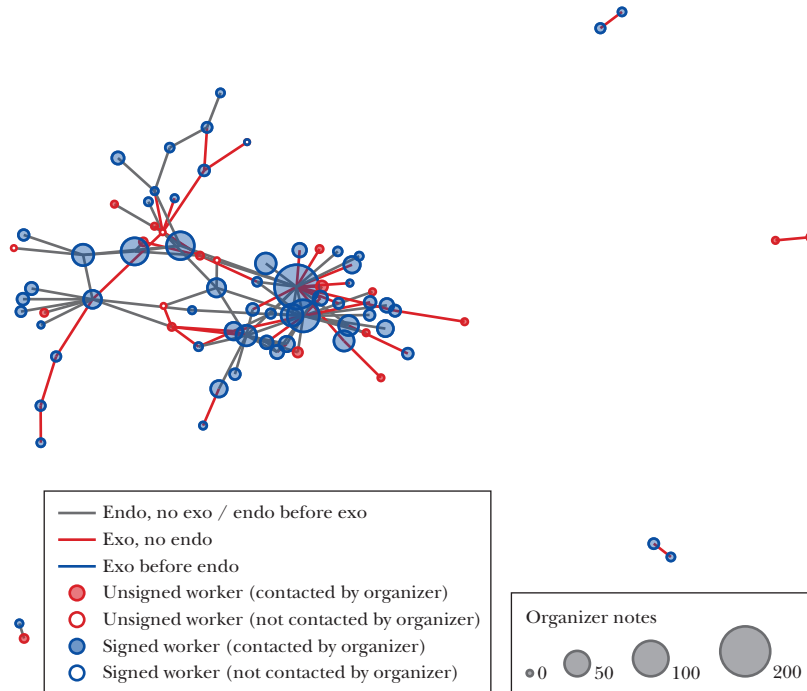 Endo, no exo / endo before exo
Exo, no endo
Exo before endo
Unsigned worker (contacted by organizer)
Unsigned worker (not contacted by organizer)
Signed worker (contacted by organizer)
Signed worker (not contacted by organizer)
Organizer notes
0 50 100 200